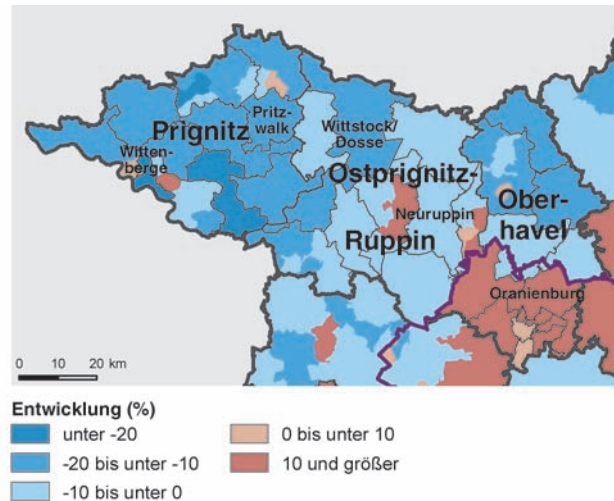 Pritz-
walk
Prignitz
Wittstock/
Dosse
Witten-
berge
Ostprignitz-
Neuruppin
Ober-
havel
Ruppin
Oranienburg
0 10 20 km
Entwicklung (%)
unter -20
-20 bis unter -10
-10 bis unter 0
0 bis unter 10
10 und größer